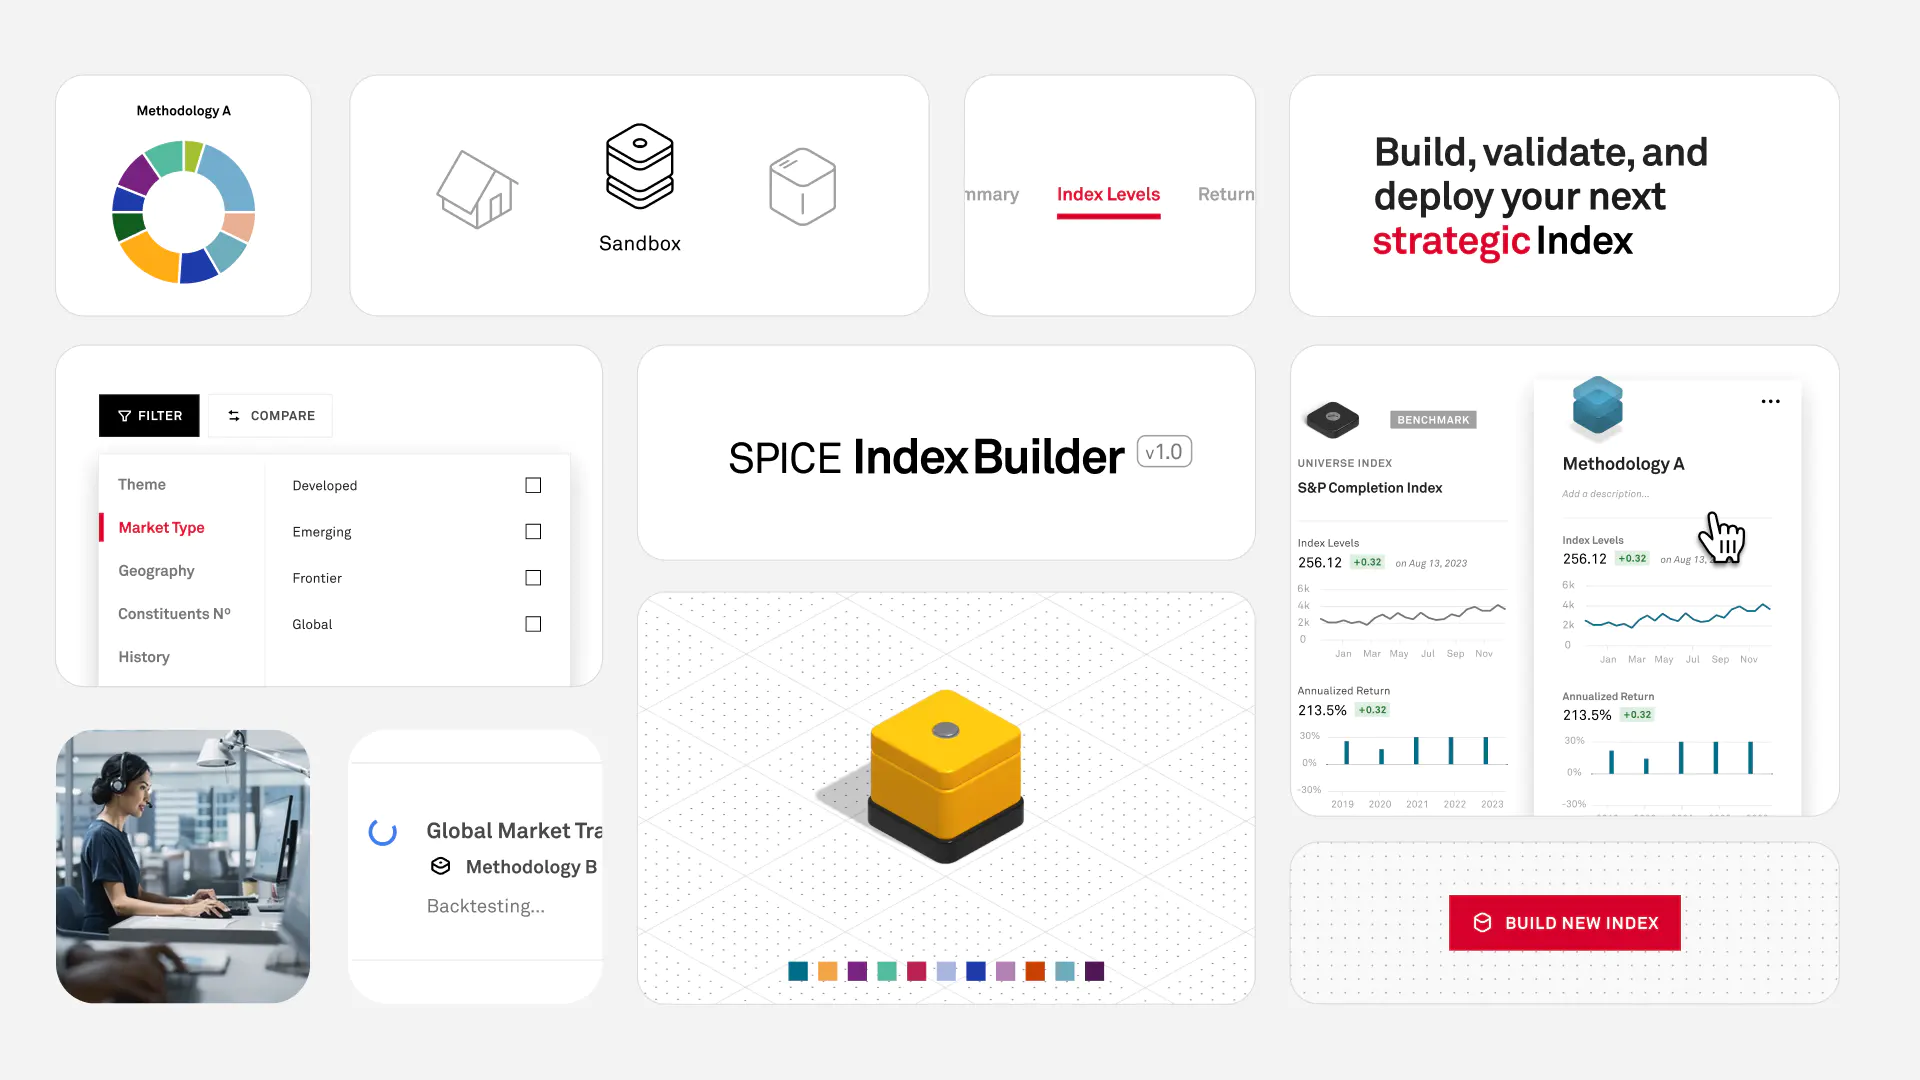 Methodology A
Sandbox
mmary
Index Levels
Return
Build, validate, and
deploy your next
strategic Index
FILTER
COMPARE
Theme
Market Type
Geography
Constituents Nº
History
Developed
Emerging
Frontier
Global
SPICE Index Builder v1.0
BENCHMARK
UNIVERSE INDEX
S&P Completion Index
Index Levels
256.12 +0.32 on Aug 13, 2023
6k
4k
2k
0
Jan Mar May Jul Sep Nov
Annualized Return
213.5% +0.32
30%
0%
-30%
2019 2020 2021 2022 2023
Methodology A
Add a description...
Index Levels
256.12 +0.32 on Aug 13,
6k
4k
2k
0
Jan Mar May Jul Sep Nov
Annualized Return
213.5% +0.32
30%
0%
-30%
Global Market Tra
Methodology B
Backtesting...
BUILD NEW INDEX